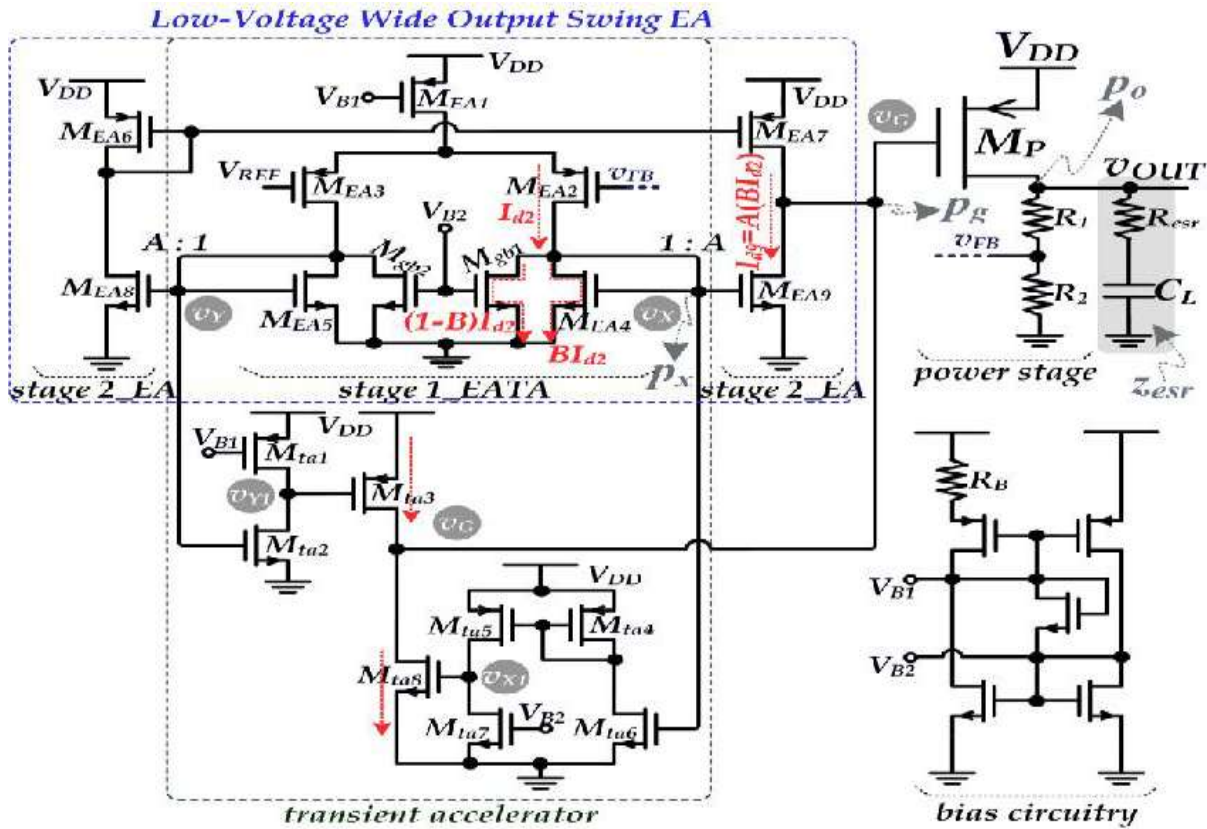 Low-Voltage Wide Output Swing EA
VDD
VDD
VB1
MEA1
VDD
VDD
MEA6
MEA7
vG
MP
po
VREF
MEA3
MEA2
vFB
vOUT
Id2
VB2
Id9=A(BId2)
pg
R1
Resr
A : 1
Mgb2
Mgb1
1 : A
vFB
MEA8
vY
MEA5
(1-B)Id2
MEA4
vX
MEA9
R2
CL
BId2
px
stage 2_EA
stage 1_EATA
stage 2_EA
power stage
zesr
VB1
VDD
Mta1
vY1
Mta3
vG
RB
Mta2
VDD
VB1
Mta5
Mta4
Mta8
vX1
VB2
VB2
Mta7
Mta6
transient accelerator
bias circuitry